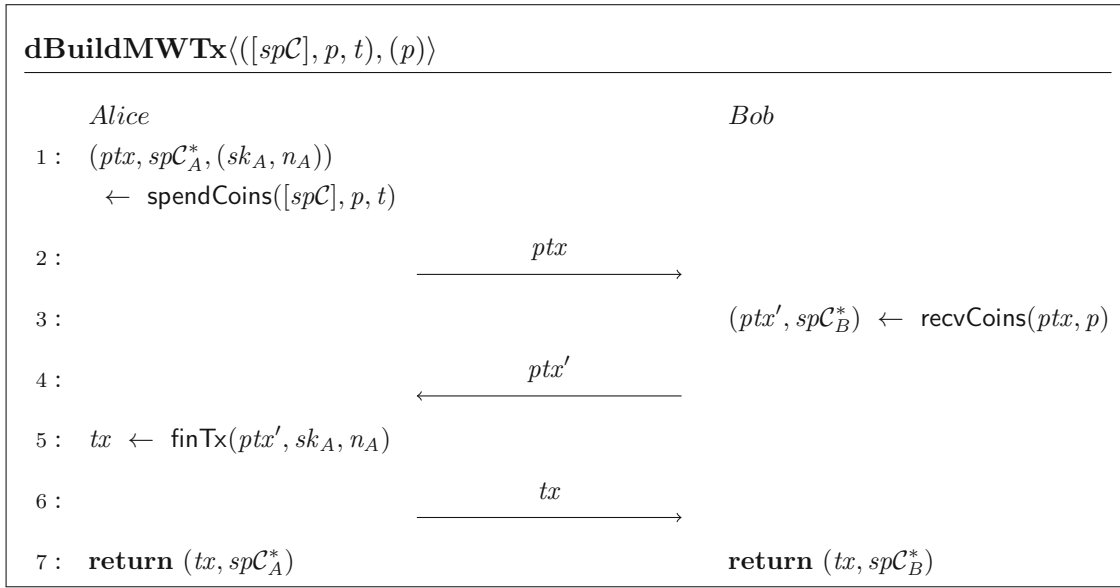 dBuildMWTx⟨([sp𝒞], p, t), (p)⟩
Alice Bob
1 : (ptx, sp𝒞*_A, (sk_A, n_A))
← spendCoins([sp𝒞], p, t)
2 : ptx
3 : (ptx′, sp𝒞*_B) ← recvCoins(ptx, p)
4 : ptx′
5 : tx ← finTx(ptx′, sk_A, n_A)
6 : tx
7 : return (tx, sp𝒞*_A) return (tx, sp𝒞*_B)